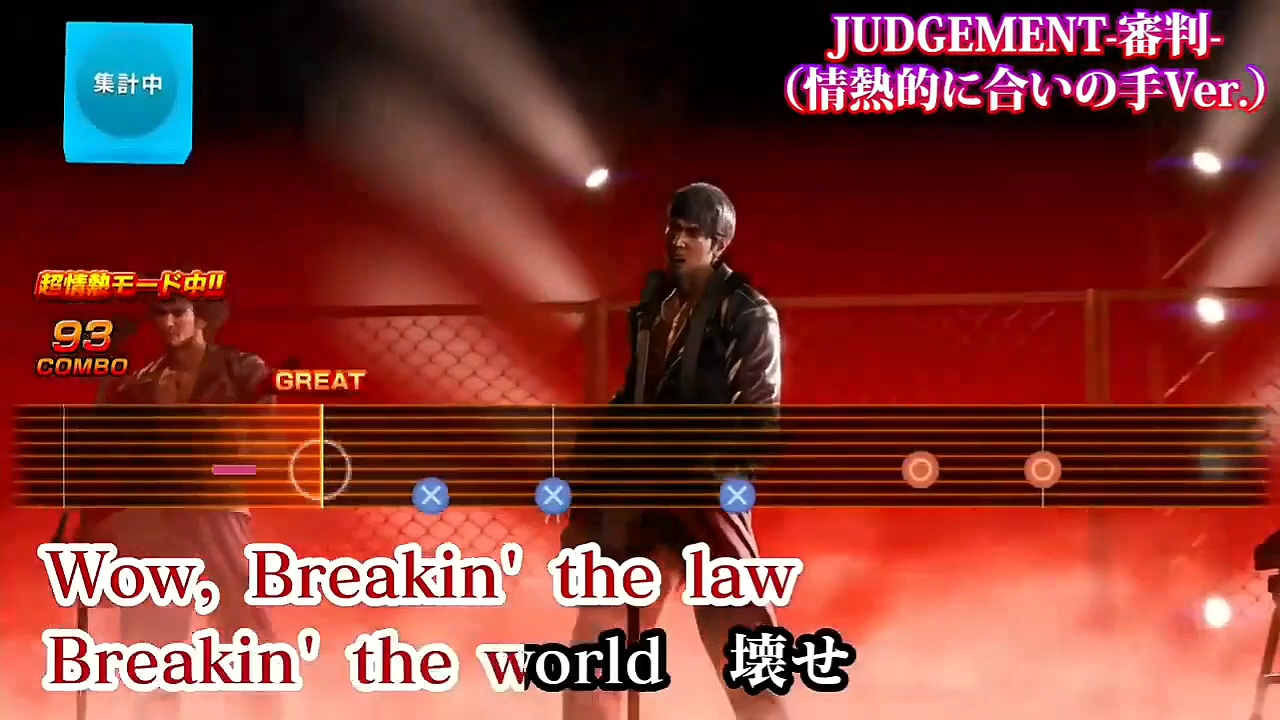 集計中
JUDGEMENT-審判-
(情熱的に合いの手Ver.)
超情熱モード中!!
93
COMBO
GREAT
Wow, Breakin' the law
Breakin' the world 壊せ